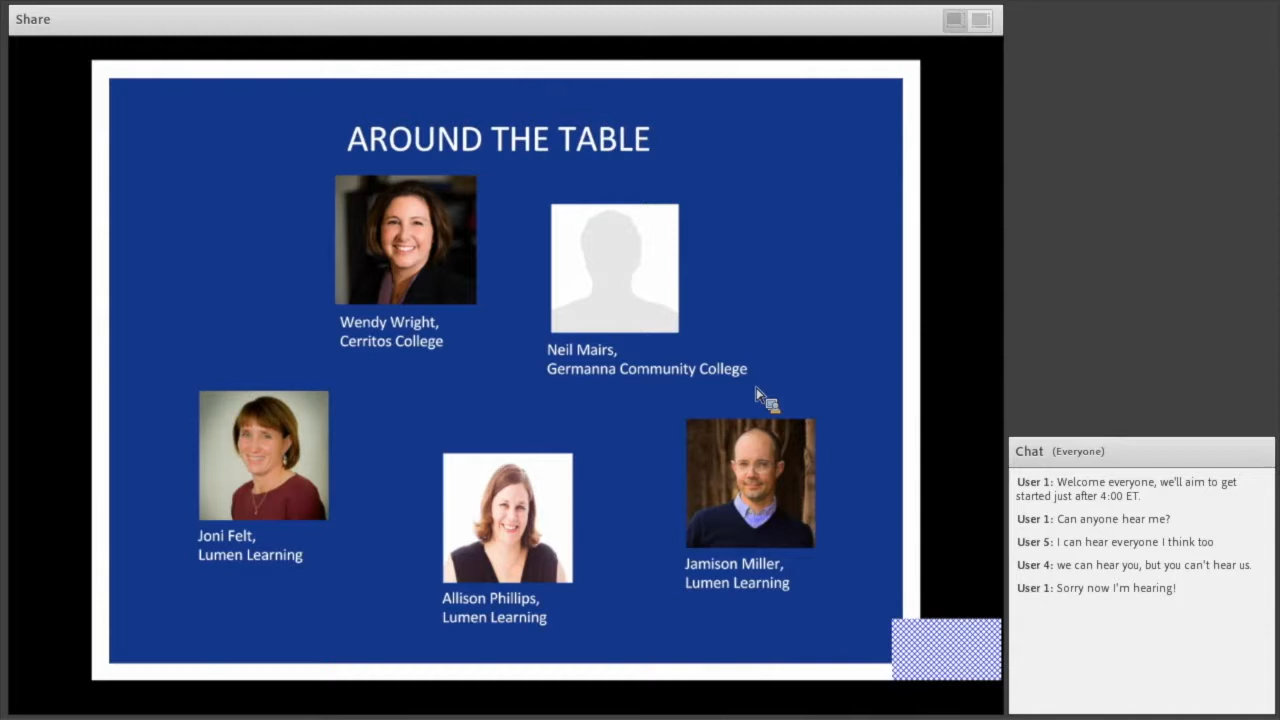 Share
AROUND THE TABLE
Wendy Wright,
Cerritos College
Neil Mairs,
Germanna Community College
Joni Felt,
Lumen Learning
Allison Phillips,
Lumen Learning
Jamison Miller,
Lumen Learning
Chat (Everyone)
User 1: Welcome everyone, we'll aim to get
started just after 4:00 ET.
User 1: Can anyone hear me?
User 5: I can hear everyone I think too
User 4: we can hear you, but you can't hear us.
User 1: Sorry now I'm hearing!